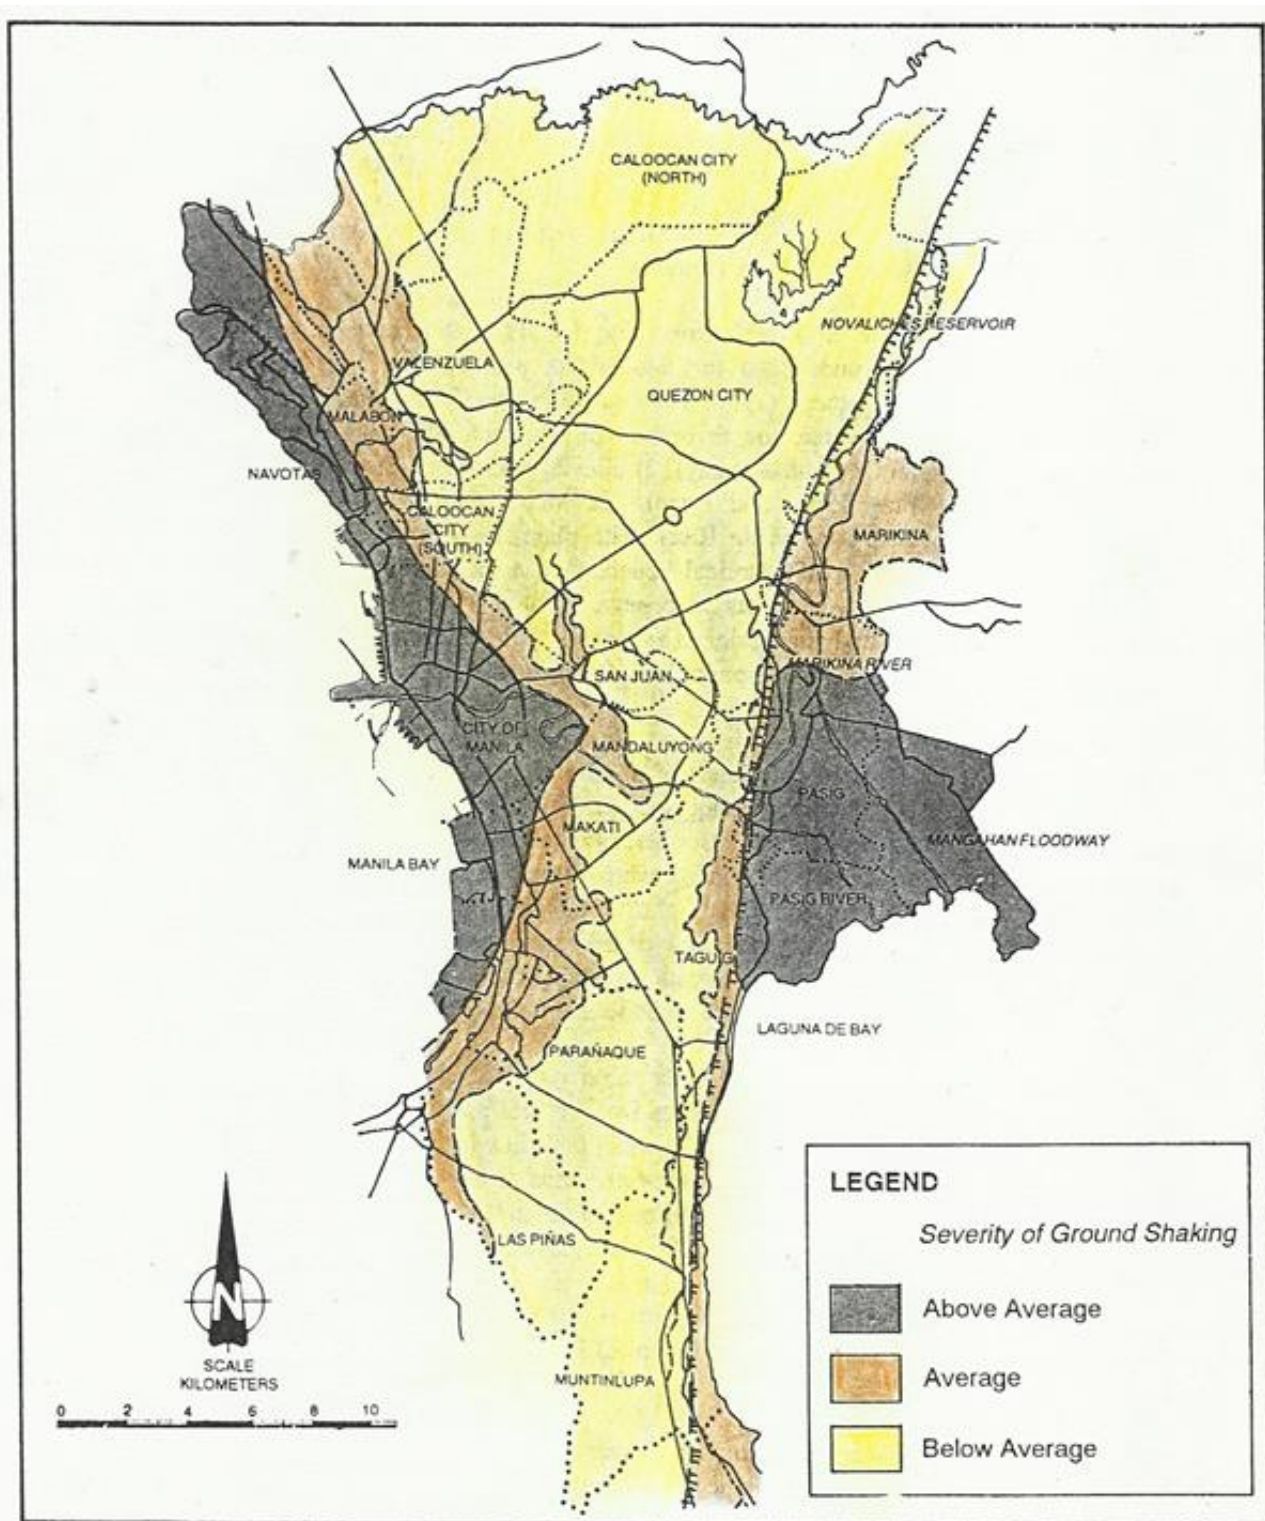 CALOOCAN CITY
(NORTH)
NOVALICHES RESERVOIR
VALENZUELA
QUEZON CITY
MALABON
NAVOTAS
CALOOCAN
CITY
(SOUTH)
MARIKINA
MARIKINA RIVER
SAN JUAN
CITY OF
MANILA
MANDALUYONG
PASIG
MAKATI
MANGAHAN FLOODWAY
MANILA BAY
PASIG RIVER
TAGUIG
LAGUNA DE BAY
PARAÑAQUE
LAS PIÑAS
MUNTINLUPA
N
SCALE
KILOMETERS
0 2 4 6 8 10
LEGEND
Severity of Ground Shaking
Above Average
Average
Below Average